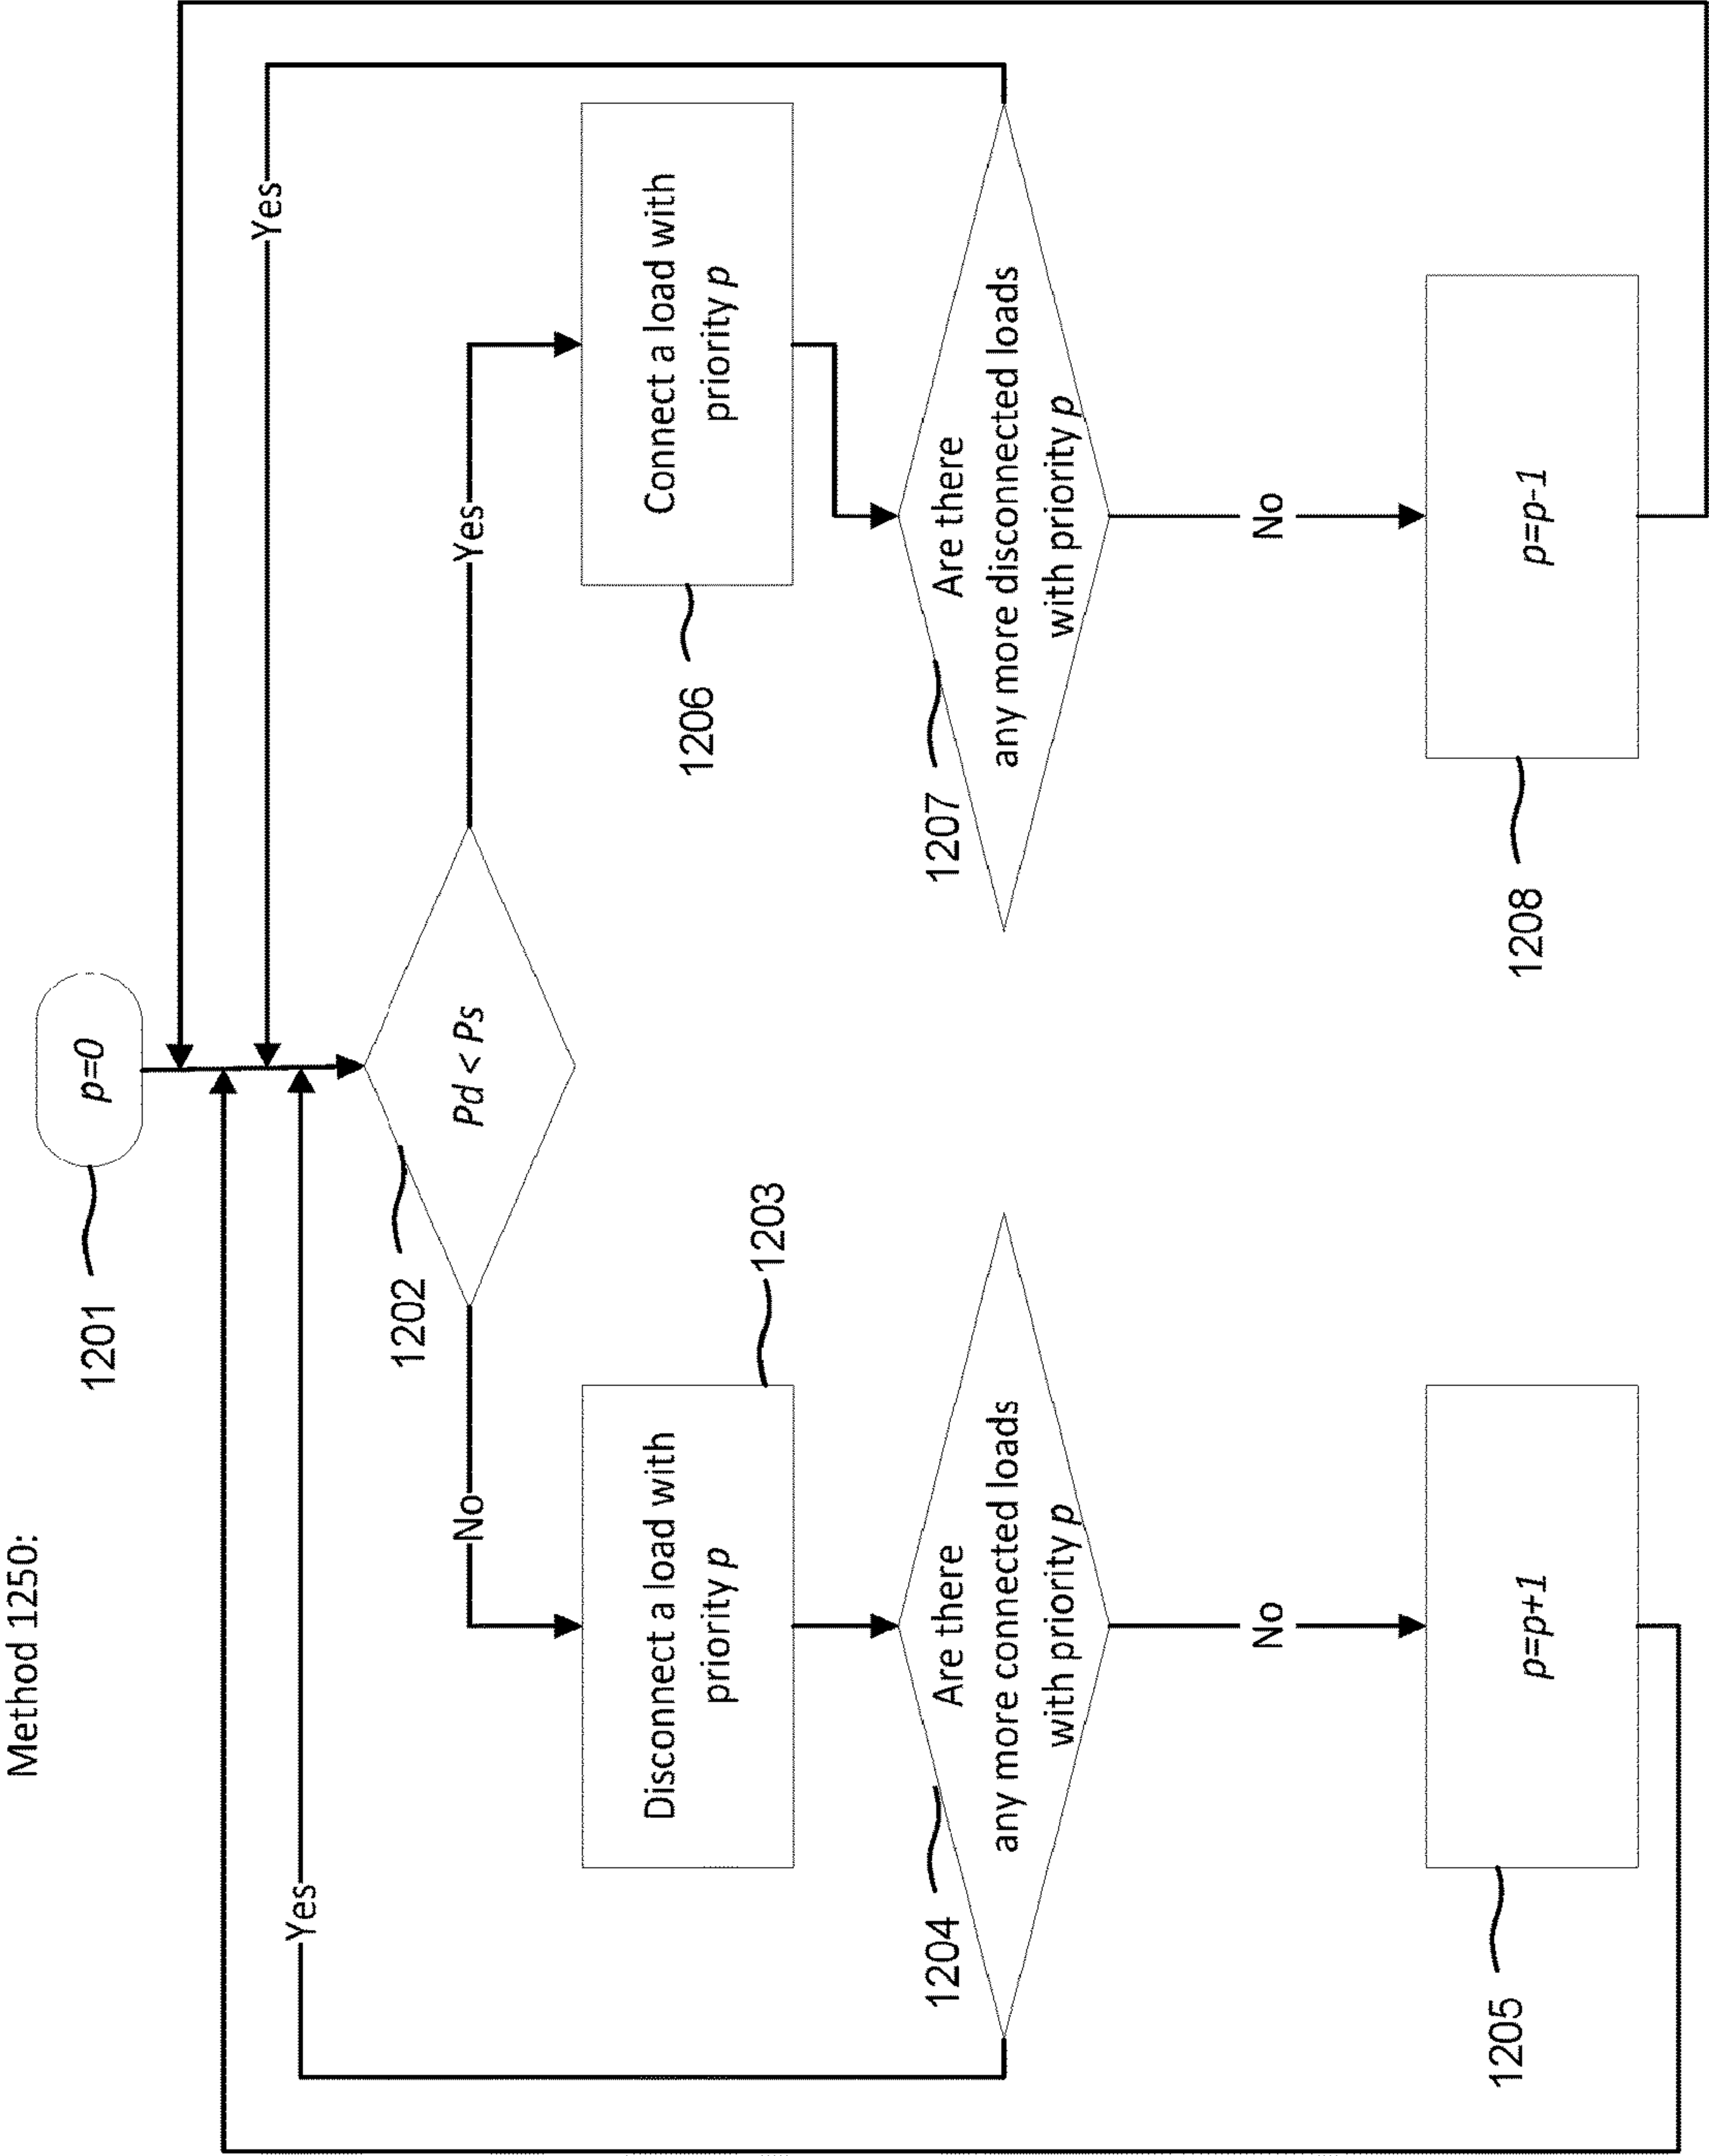 Method 1250:
1201
p=0
1202
Pd < Ps
No
Yes
Yes
Yes
Disconnect a load with
priority p
1203
Connect a load with
priority p
1206
Are there
any more connected loads
with priority p
1204
Are there
any more disconnected loads
with priority p
1207
No
No
p=p+1
1205
p=p-1
1208